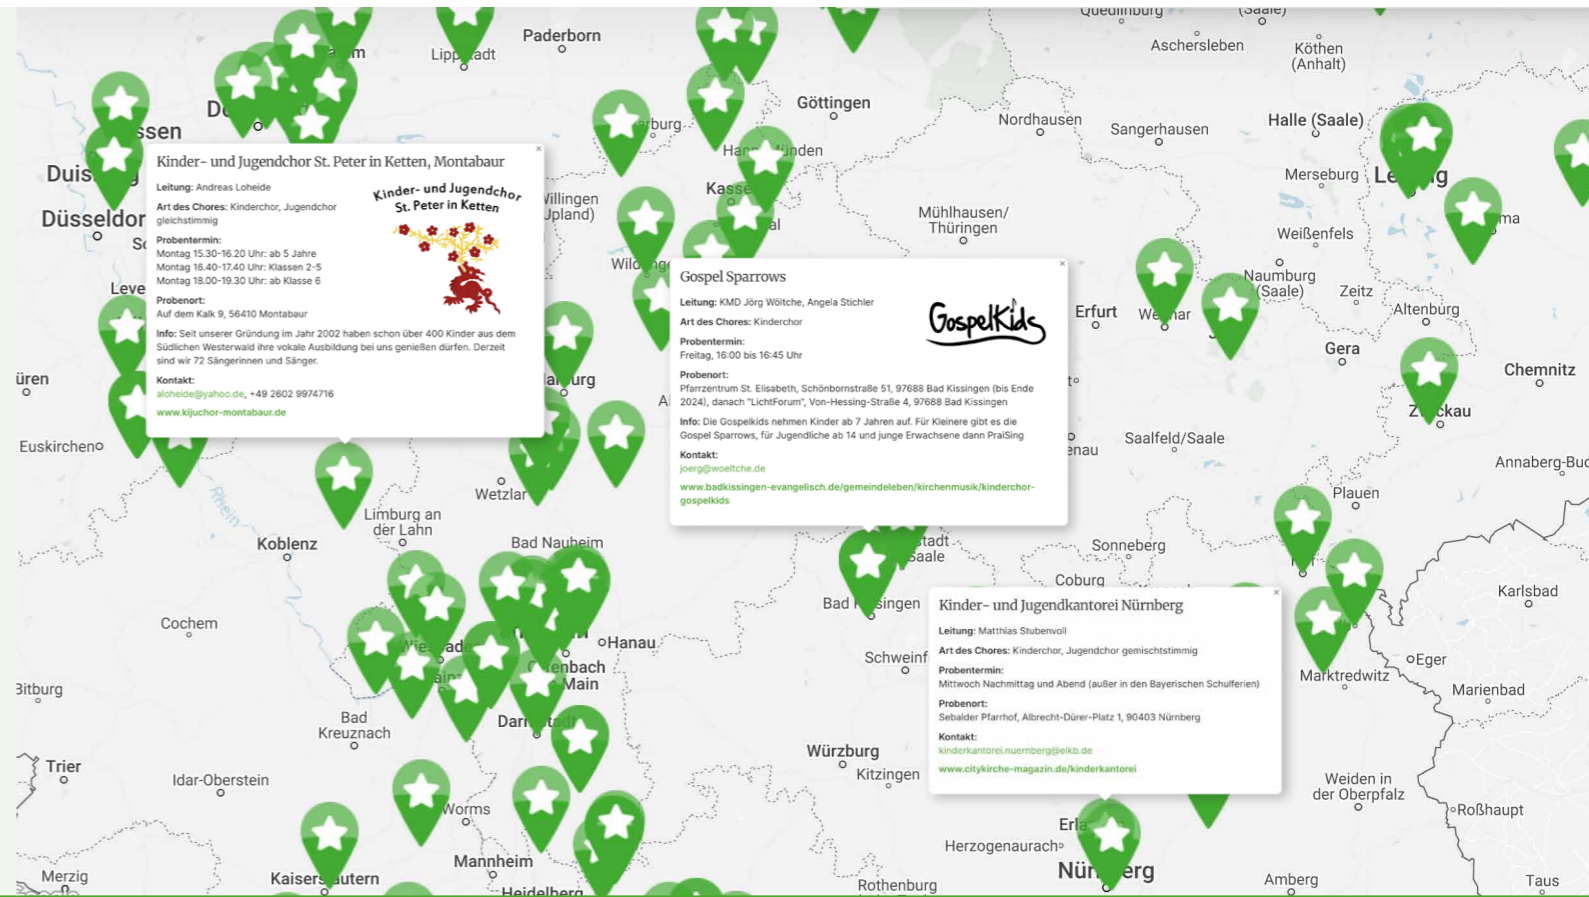 Quedlinburg
(Saale)
Paderborn
Aschersleben
Köthen
(Anhalt)
Göttingen
Nordhausen
Sangerhausen
Halle (Saale)
Merseburg
Mühlhausen/
Thüringen
Weißenfels
Naumburg
(Saale)
Zeitz
Altenburg
Erfurt
Gera
Chemnitz
Kinder- und Jugendchor St. Peter in Ketten, Montabaur
Leitung: Andreas Loheide
Art des Chores: Kinderchor, Jugendchor
gleichstimmig
Probentermin:
Montag 15.30-16.20 Uhr: ab 5 Jahre
Montag 16.40-17.40 Uhr: Klassen 2-5
Montag 18.00-19.30 Uhr: ab Klasse 6
Probenort:
Auf dem Kalk 9, 56410 Montabaur
Info: Seit unserer Gründung im Jahr 2002 haben schon über 400 Kinder aus dem
Südlichen Westerwald ihre vokale Ausbildung bei uns genießen dürfen. Derzeit
sind wir 72 Sängerinnen und Sänger.
Kontakt:
aloheide@yahoo.de, +49 2602 9974716
www.kijuchor-montabaur.de
Kinder- und Jugendchor
St. Peter in Ketten
Gospel Sparrows
Leitung: KMD Jörg Wöltche, Angela Stichler
Art des Chores: Kinderchor
Probentermin:
Freitag, 16:00 bis 16:45 Uhr
Probenort:
Pfarrzentrum St. Elisabeth, Schönbornstraße 51, 97688 Bad Kissingen (bis Ende
2024), danach "LichtForum", Von-Hessing-Straße 4, 97688 Bad Kissingen
Info: Die Gospelkids nehmen Kinder ab 7 Jahren auf. Für Kleinere gibt es die
Gospel Sparrows, für Jugendliche ab 14 und junge Erwachsene dann PraiSing
Kontakt:
joerg@woeltche.de
www.badkissingen-evangelisch.de/gemeindeleben/kirchenmusik/kinderchor-
gospelkids
GospelKids
Euskirchen
Saalfeld/Saale
Annaberg-Buc
Wetzlar
Plauen
Rhein
Limburg an
der Lahn
Koblenz
Bad Nauheim
Sonneberg
Coburg
Karlsbad
Cochem
Hanau
Eger
Marktredwitz
Marienbad
Bitburg
Bad
Kreuznach
Kinder- und Jugendkantorei Nürnberg
Leitung: Matthias Stubenvoll
Art des Chores: Kinderchor, Jugendchor gemischtstimmig
Probentermin:
Mittwoch Nachmittag und Abend (außer in den Bayerischen Schulferien)
Probenort:
Sebalder Pfarrhof, Albrecht-Dürer-Platz 1, 90403 Nürnberg
Kontakt:
kinderkantorei.nuernberg@elkb.de
www.citykirche-magazin.de/kinderkantorei
Würzburg
Kitzingen
Trier
Idar-Oberstein
Weiden in
der Oberpfalz
Roßhaupt
Worms
Herzogenaurach
Mannheim
Merzig
Heidelberg
Rothenburg
Amberg
Taus